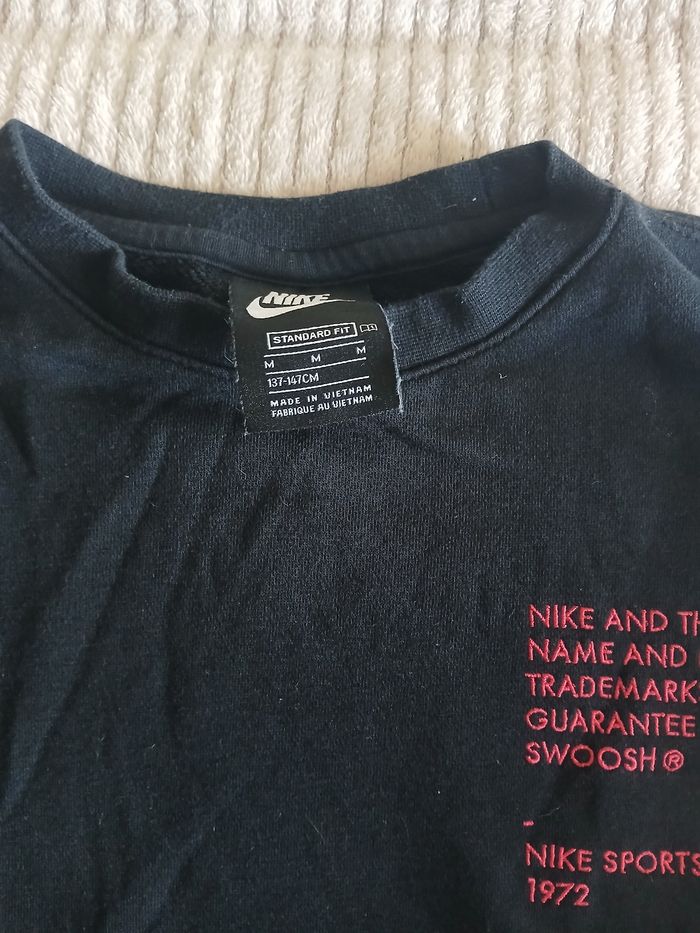 NIKE
STANDARD FIT
M M M
137-147CM
MADE IN VIETNAM
FABRIQUE AU VIETNAM
NIKE AND
NAME AND
TRADEMARK
GUARANTEE
SWOOSH®
-
NIKE SPORTS
1972